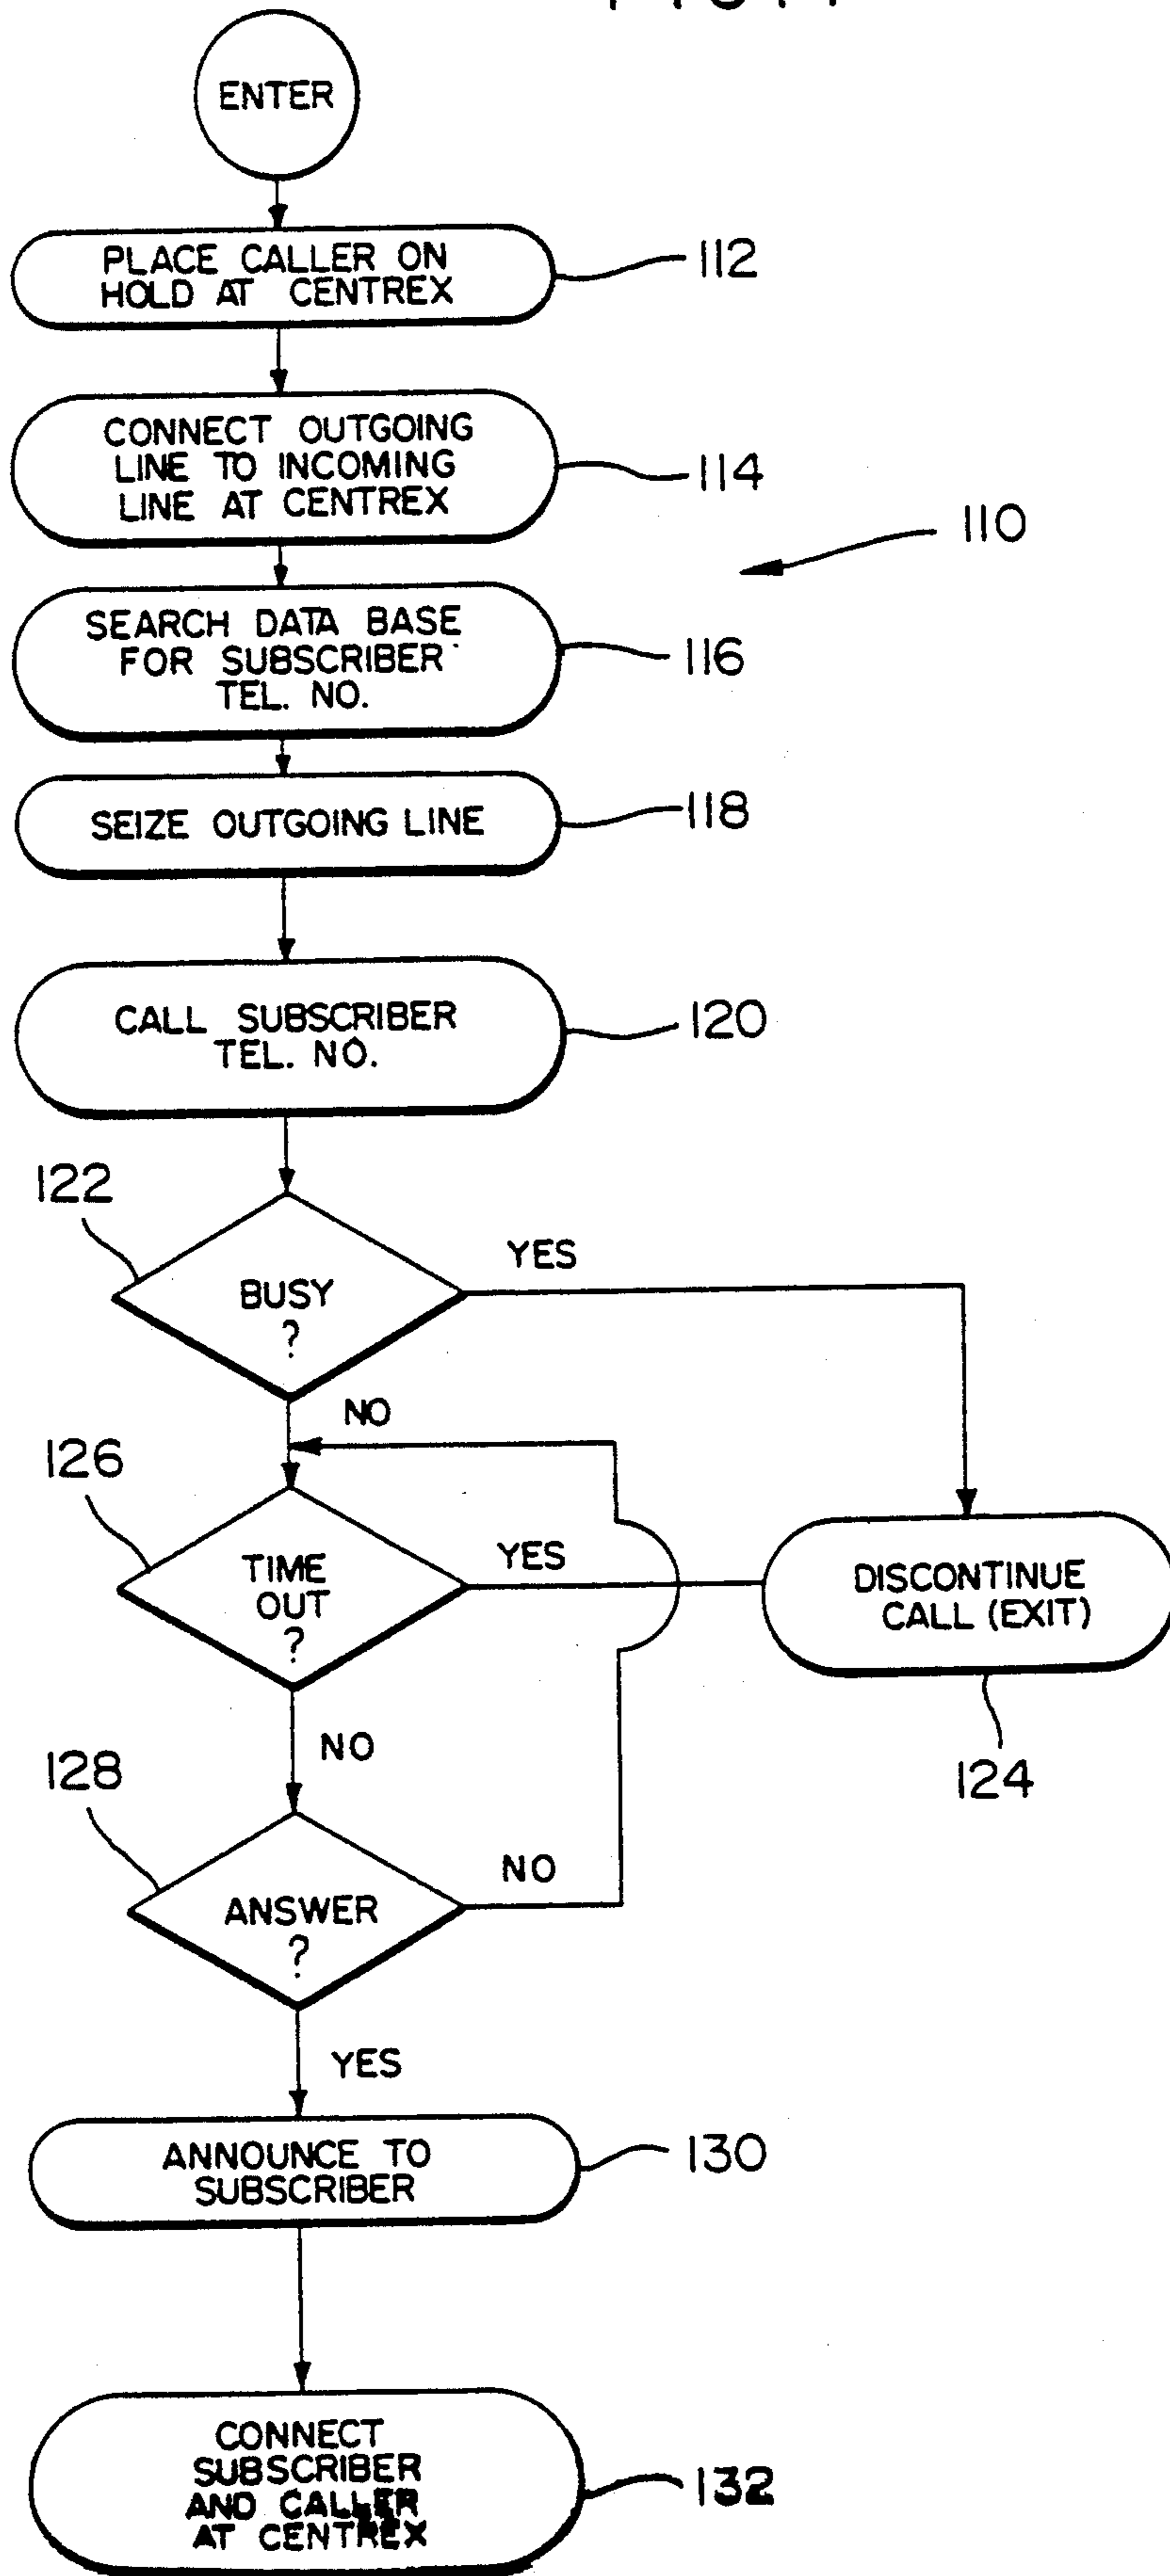 ENTER
PLACE CALLER ON
HOLD AT CENTREX
112
CONNECT OUTGOING
LINE TO INCOMING
LINE AT CENTREX
114
110
SEARCH DATA BASE
FOR SUBSCRIBER
TEL. NO.
116
SEIZE OUTGOING LINE
118
CALL SUBSCRIBER
TEL. NO.
120
122
BUSY
?
YES
NO
126
TIME
OUT
?
YES
DISCONTINUE
CALL (EXIT)
124
NO
128
ANSWER
?
NO
YES
ANNOUNCE TO
SUBSCRIBER
130
CONNECT
SUBSCRIBER
AND CALLER
AT CENTREX
132